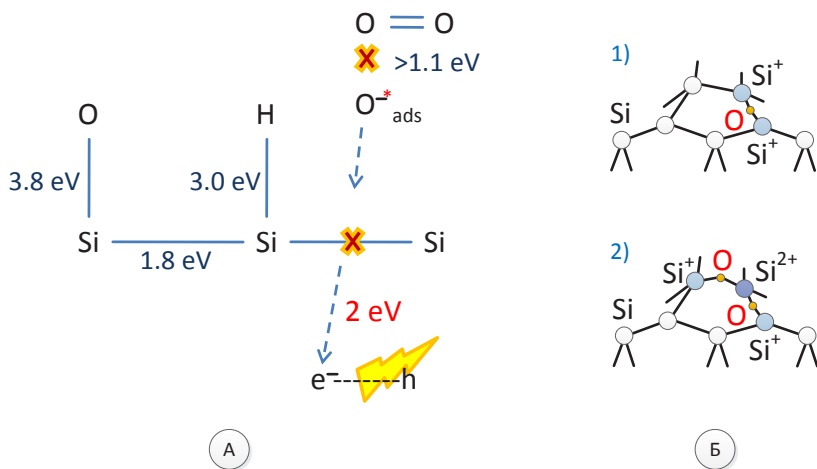 O = O
>1.1 eV
O⁻*ads
O
H
3.8 eV
3.0 eV
Si
Si
Si
1.8 eV
2 eV
e⁻------h
А
1)
Si⁺
Si
O
Si⁺
2)
O
Si⁺
Si²⁺
Si
O
Si⁺
Б